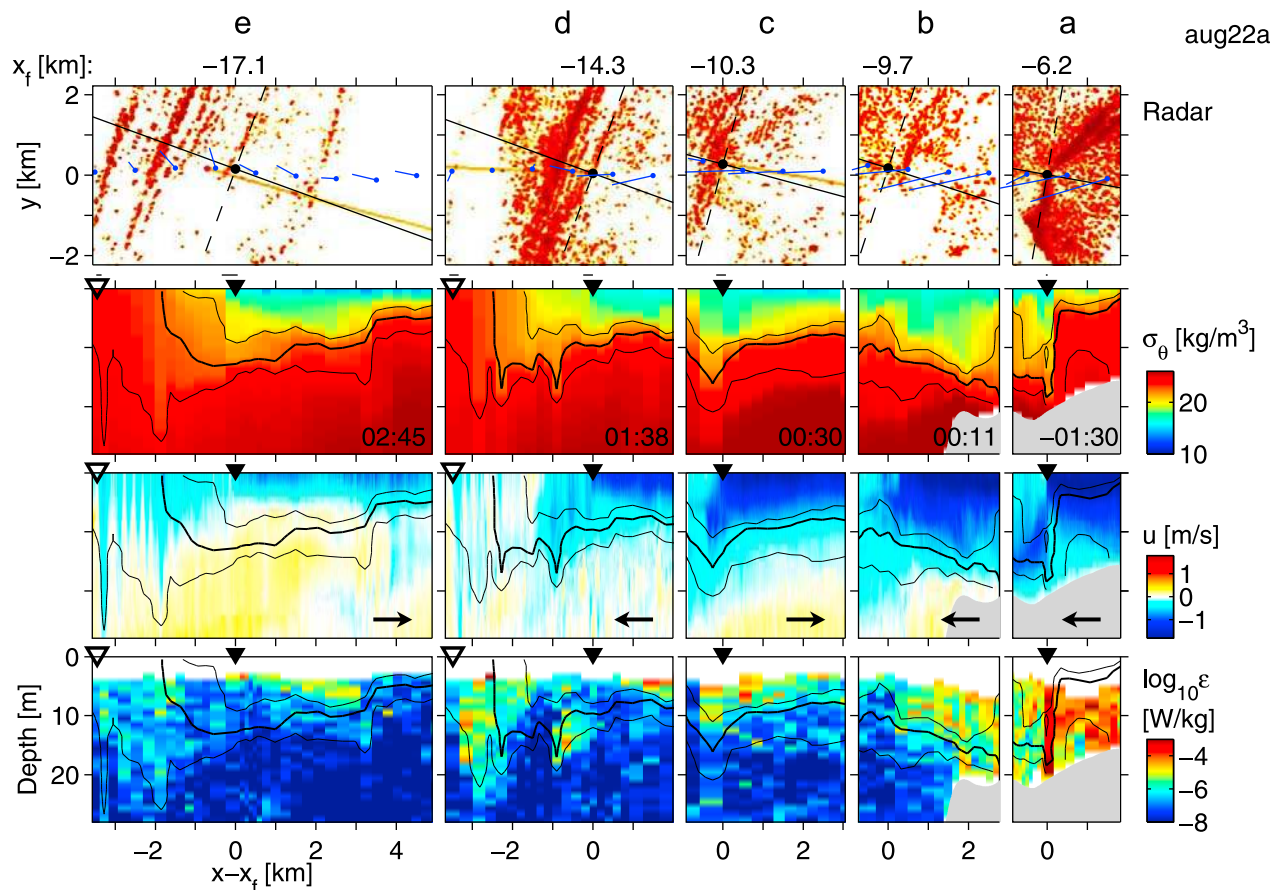 e d c b a aug22a
x_f [km]: −17.1 −14.3 −10.3 −9.7 −6.2
2
0
−2
y [km]
Radar
σ_θ [kg/m³]
20
10
02:45 01:38 00:30 00:11 −01:30
u [m/s]
1
0
−1
0
10
20
Depth [m]
log₁₀ε
[W/kg]
−4
−6
−8
−2 0 2 4 −2 0 0 2 0 2 0
x−x_f [km]